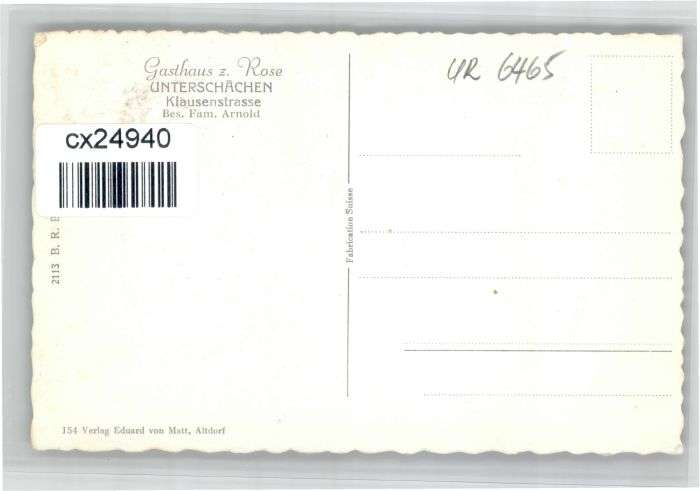 Gasthaus z. Rose
UNTERSCHÄCHEN
Klausenstrasse
Bes. Fam. Arnold
UR 6465
cx24940
2113 B. R.
Fabrication Suisse
154 Verlag Eduard von Matt, Altdorf